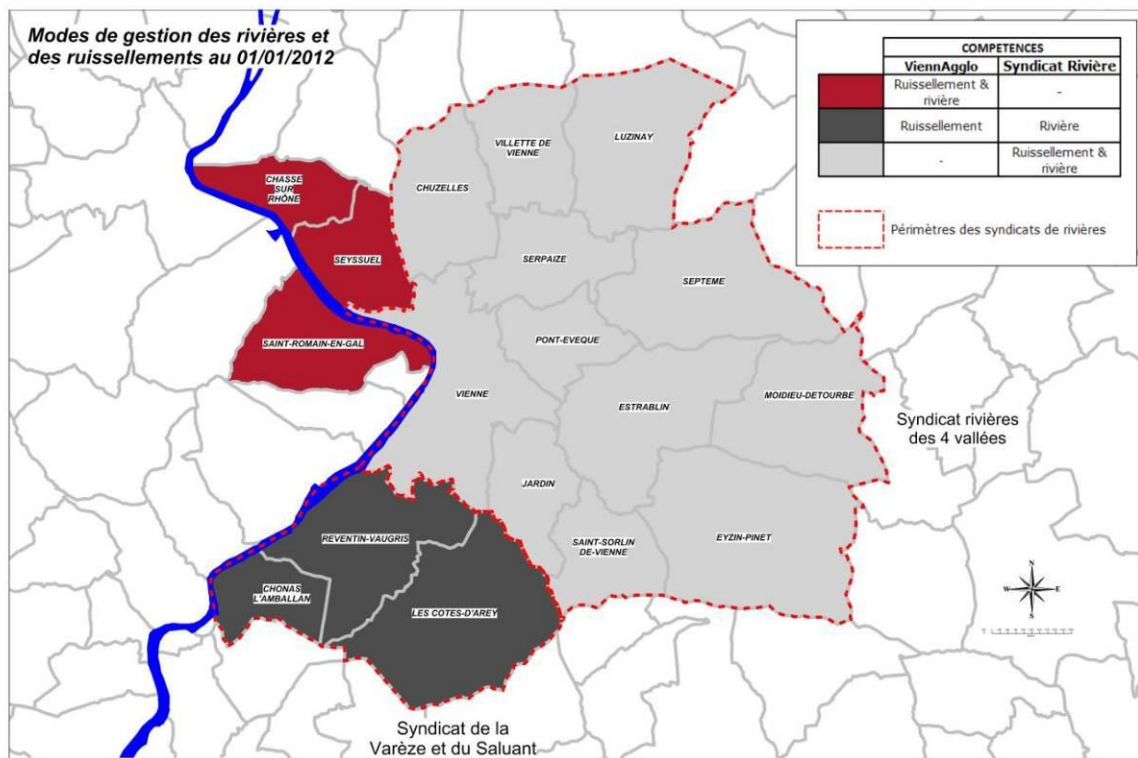 Modes de gestion des rivières et
des ruissellements au 01/01/2012
COMPETENCES
ViennAgglo Syndicat Rivière
Ruissellement &
rivière
-
Ruissellement Rivière
-
Ruissellement &
rivière
Périmètres des syndicats de rivières
LUZINAY
VILLETTE DE
VIENNE
CHUZELLES
CHASSE
SUR
RHÔNE
SEYSSUEL
SERPAIZE
SEPTEME
SAINT-ROMAIN-EN-GAL
PONT-EVEQUE
VIENNE
ESTRABLIN
MOIDIEU-DETOURBE
Syndicat rivières
des 4 vallées
JARDIN
REVENTIN-VAUGRIS
SAINT-SORLIN
DE-VIENNE
EYZIN-PINET
CHONAS
L'AMBALLAN
LES COTES-D'AREY
N
W E
S
Syndicat de la
Varèze et du Saluant